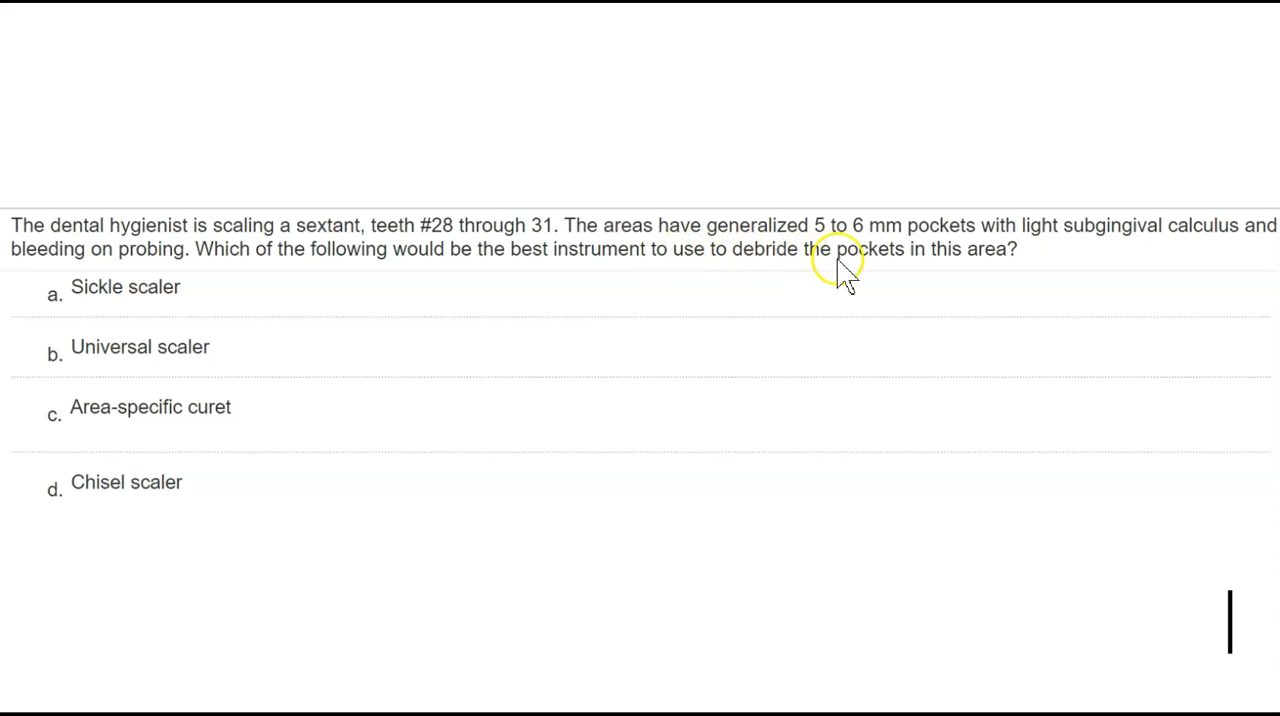 The dental hygienist is scaling a sextant, teeth #28 through 31. The areas have generalized 5 to 6 mm pockets with light subgingival calculus and
bleeding on probing. Which of the following would be the best instrument to use to debride the pockets in this area?
a. Sickle scaler
b. Universal scaler
c. Area-specific curet
d. Chisel scaler